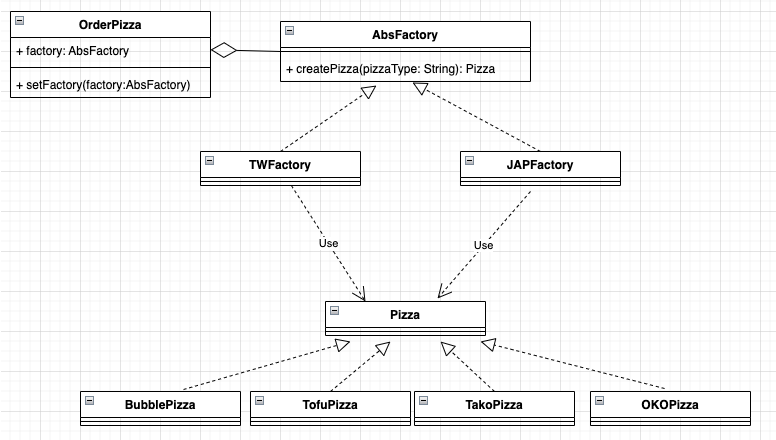 OrderPizza
+ factory: AbsFactory
+ setFactory(factory:AbsFactory)
AbsFactory
+ createPizza(pizzaType: String): Pizza
TWFactory
JAPFactory
Use
Use
Pizza
BubblePizza
TofuPizza
TakoPizza
OKOPizza